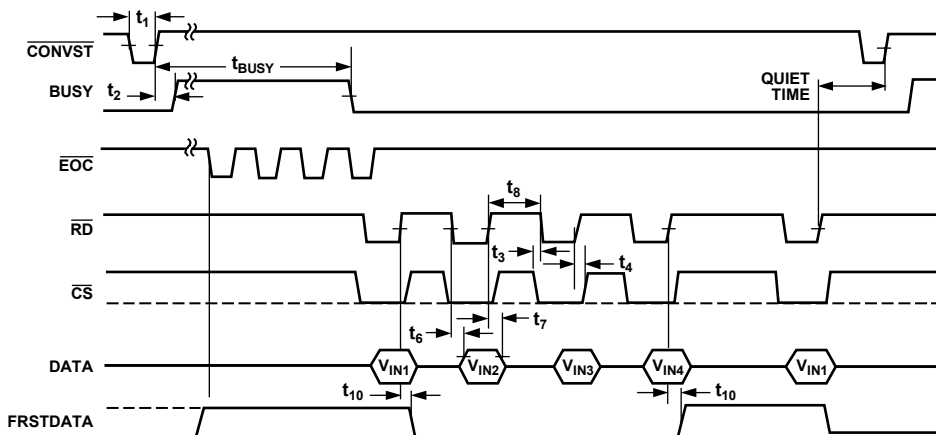 t1
CONVST
tBUSY
BUSY
t2
QUIET
TIME
EOC
t8
RD
t3
t4
CS
t6
t7
DATA
VIN1
VIN2
VIN3
VIN4
VIN1
t10
t10
FRSTDATA